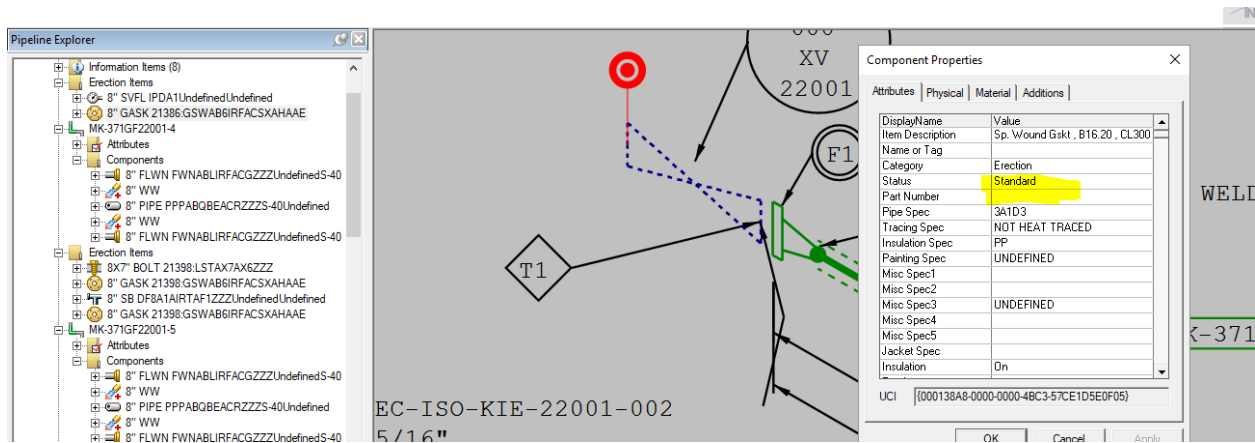 Pipeline Explorer
Information Items (8)
Erection Items
8" SVFL IPDA1UndefinedUndefined
8" GASK 21386:GSWAB6IRFACSXAHAAE
MK-371GF22001-4
Attributes
Components
8" FLWN FWNABLIRFACGZZZUndefinedS-40
8" WW
8" PIPE PPPABQBEACRZZZS-40Undefined
8" WW
8" FLWN FWNABLIRFACGZZZUndefinedS-40
Erection Items
8X7" BOLT 21398:LSTAX7AX6ZZZ
8" GASK 21398:GSWAB6IRFACSXAHAAE
8" SB DF8A1AIRTAF1ZZZUndefinedUndefined
8" GASK 21398:GSWAB6IRFACSXAHAAE
MK-371GF22001-5
Attributes
Components
8" FLWN FWNABLIRFACGZZZUndefinedS-40
8" WW
8" PIPE PPPABQBEACRZZZS-40Undefined
8" WW
8" FLWN FWNABLIRFACGZZZUndefinedS-40
XV
22001
F1
T1
EC-ISO-KIE-22001-002
5/16"
Component Properties
Attributes Physical Material Additions
DisplayName Value
Item Description Sp. Wound Gskt , B16.20 , CL300
Name or Tag
Category Erection
Status Standard
Part Number
Pipe Spec 3A1D3
Tracing Spec NOT HEAT TRACED
Insulation Spec PP
Painting Spec UNDEFINED
Misc Spec1
Misc Spec2
Misc Spec3 UNDEFINED
Misc Spec4
Misc Spec5
Jacket Spec
Insulation On
UCI {000138A8-0000-0000-4BC3-57CE1D5E0F05}
OK Cancel Apply
WELD
K-371